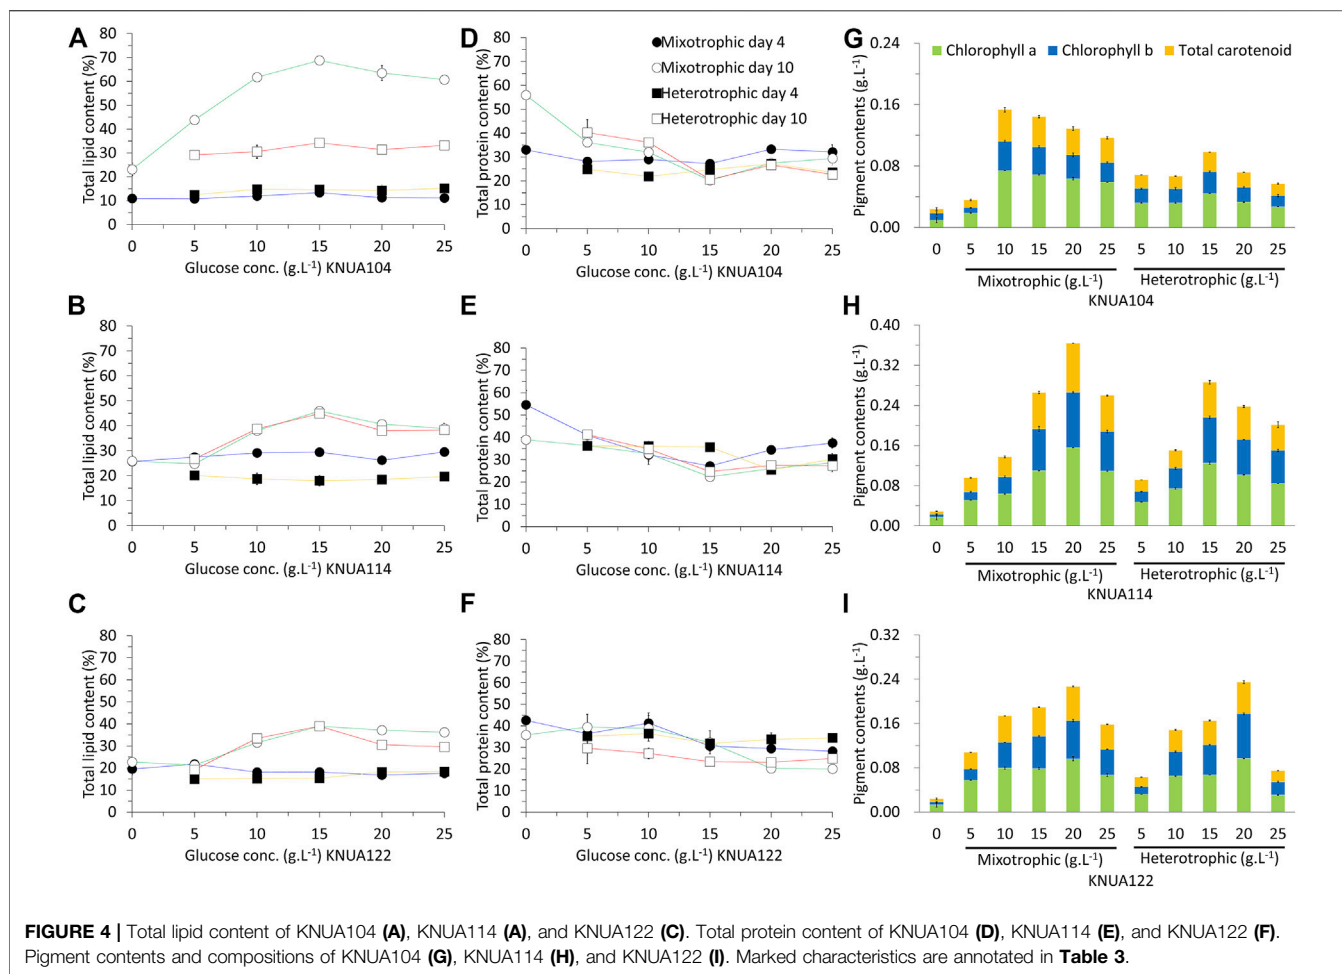 A
Total lipid content (%)
80
70
60
50
40
30
20
10
0
0 5 10 15 20 25
Glucose conc. (g.L-1) KNUA104
D
Total protein content (%)
80
70
60
50
40
30
20
10
0
Mixotrophic day 4
Mixotrophic day 10
Heterotrophic day 4
Heterotrophic day 10
0 5 10 15 20 25
Glucose conc. (g.L-1) KNUA104
G
Pigment contents (g.L-1)
0.24
0.16
0.08
0.00
Chlorophyll a Chlorophyll b Total carotenoid
0 5 10 15 20 25 5 10 15 20 25
Mixotrophic (g.L-1) Heterotrophic (g.L-1)
KNUA104
B
Total lipid content (%)
80
70
60
50
40
30
20
10
0
0 5 10 15 20 25
Glucose conc. (g.L-1) KNUA114
E
Total protein content (%)
80
70
60
50
40
30
20
10
0
0 5 10 15 20 25
Glucose conc. (g.L-1) KNUA114
H
Pigment contents (g.L-1)
0.40
0.32
0.24
0.16
0.08
0.00
0 5 10 15 20 25 5 10 15 20 25
Mixotrophic (g.L-1) Heterotrophic (g.L-1)
KNUA114
C
Total lipid content (%)
80
70
60
50
40
30
20
10
0
0 5 10 15 20 25
Glucose conc. (g.L-1) KNUA122
F
Total protein content (%)
80
70
60
50
40
30
20
10
0
0 5 10 15 20 25
Glucose conc. (g.L-1) KNUA122
I
Pigment contents (g.L-1)
0.32
0.24
0.16
0.08
0.00
0 5 10 15 20 25 5 10 15 20 25
Mixotrophic (g.L-1) Heterotrophic (g.L-1)
KNUA122
FIGURE 4 | Total lipid content of KNUA104 (A), KNUA114 (A), and KNUA122 (C). Total protein content of KNUA104 (D), KNUA114 (E), and KNUA122 (F).
Pigment contents and compositions of KNUA104 (G), KNUA114 (H), and KNUA122 (I). Marked characteristics are annotated in Table 3.